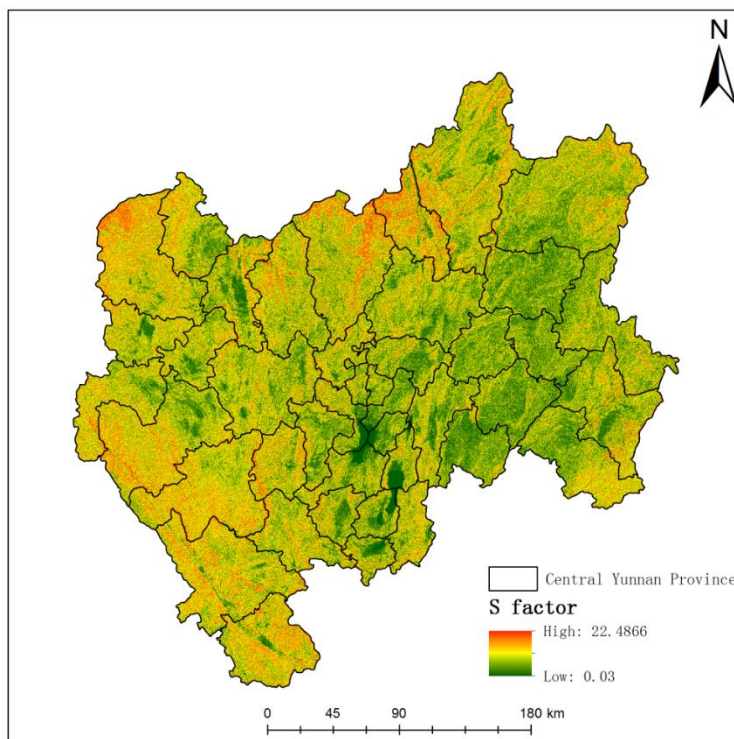 N
Central Yunnan Province
S factor
High: 22.4866
Low: 0.03
0 45 90 180 km